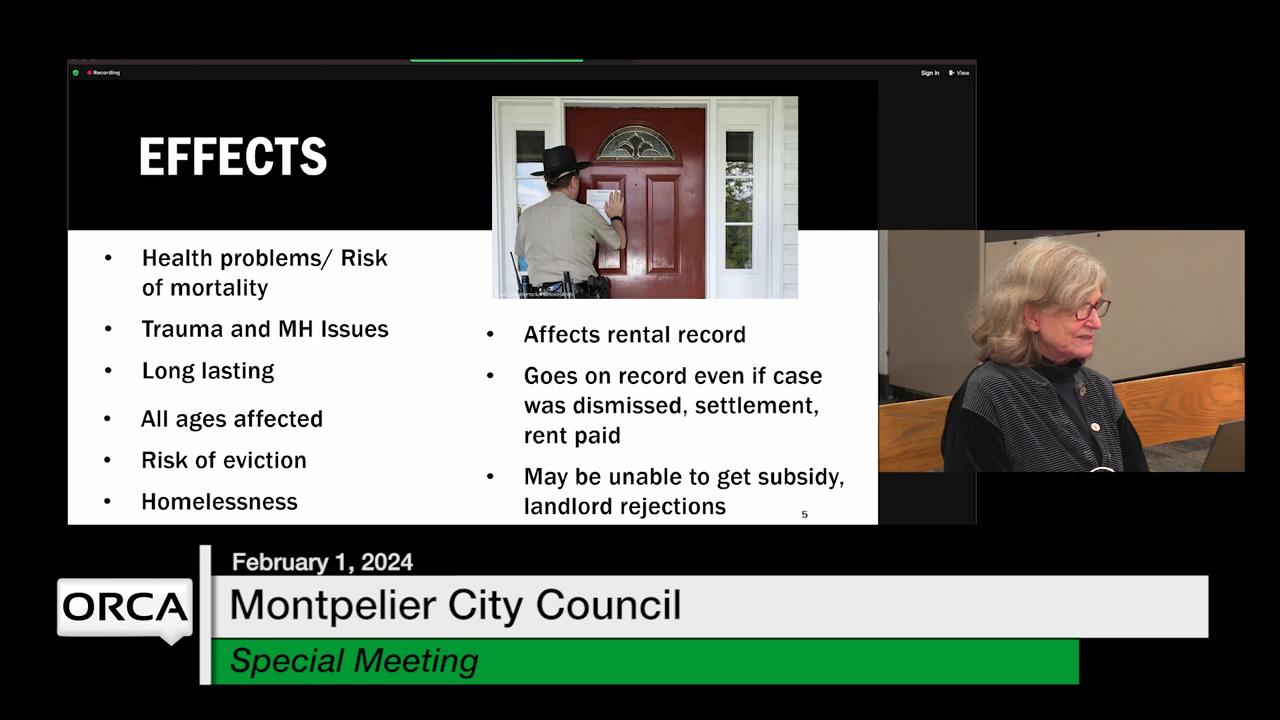 Recording
Sign in
View
EFFECTS
• Health problems/ Risk
of mortality
• Trauma and MH Issues
• Long lasting
• All ages affected
• Risk of eviction
• Homelessness
• Affects rental record
• Goes on record even if case
was dismissed, settlement,
rent paid
• May be unable to get subsidy,
landlord rejections
5
February 1, 2024
ORCA
Montpelier City Council
Special Meeting